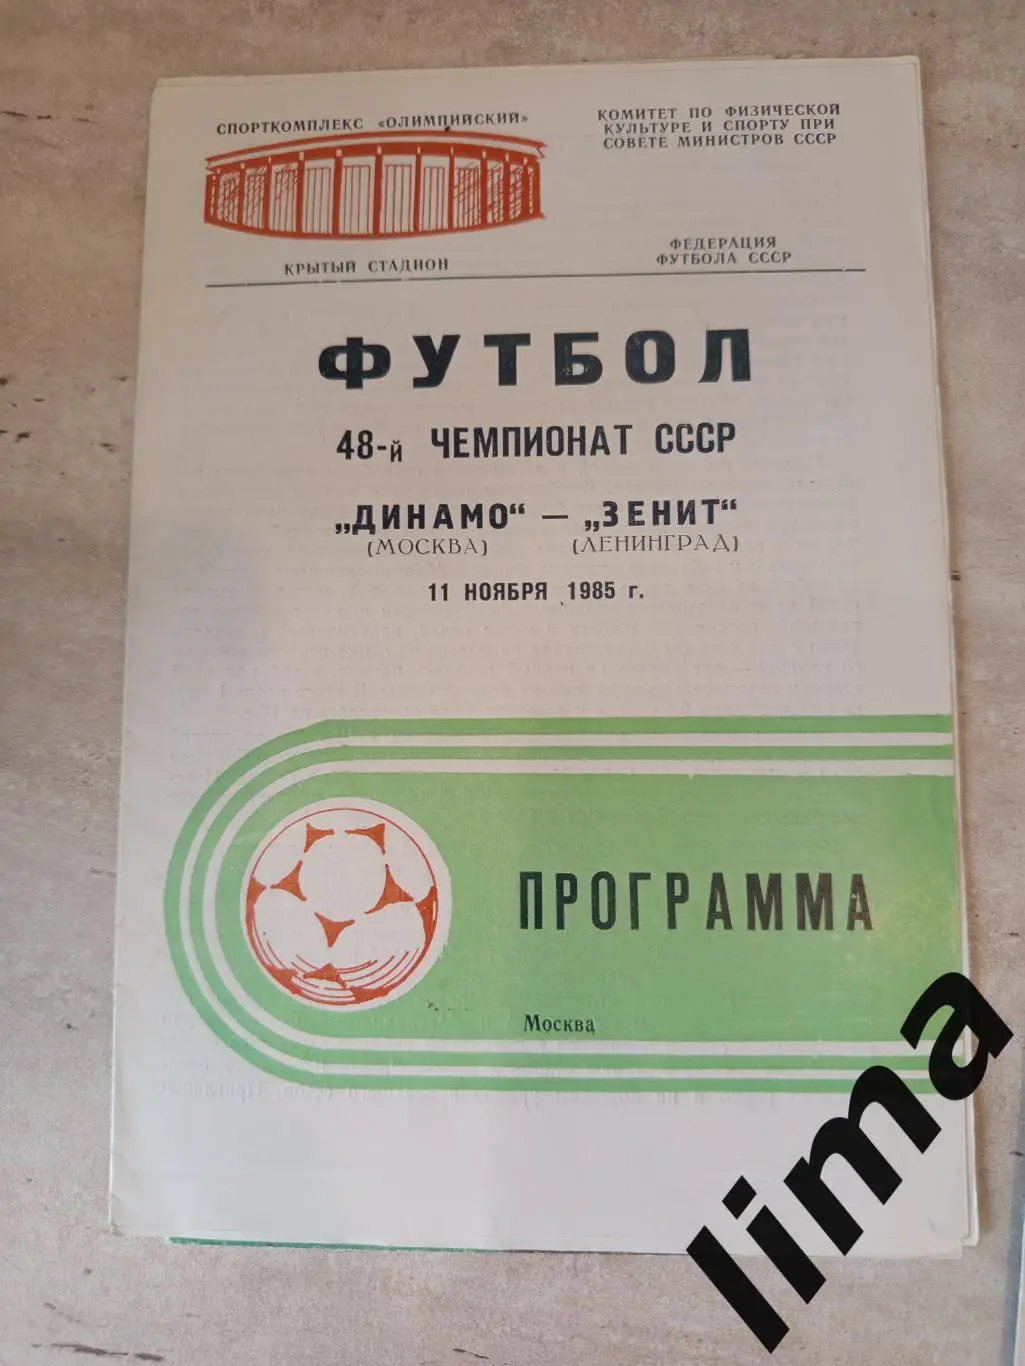 СПОРТКОМПЛЕКС «ОЛИМПИЙСКИЙ»
КРЫТЫЙ СТАДИОН
КОМИТЕТ ПО ФИЗИЧЕСКОЙ
КУЛЬТУРЕ И СПОРТУ ПРИ
СОВЕТЕ МИНИСТРОВ СССР
ФЕДЕРАЦИЯ
ФУТБОЛА СССР
ФУТБОЛ
48-й ЧЕМПИОНАТ СССР
„ДИНАМО“ — „ЗЕНИТ“
(МОСКВА) (ЛЕНИНГРАД)
11 НОЯБРЯ 1985 г.
ПРОГРАММА
Москва
lima